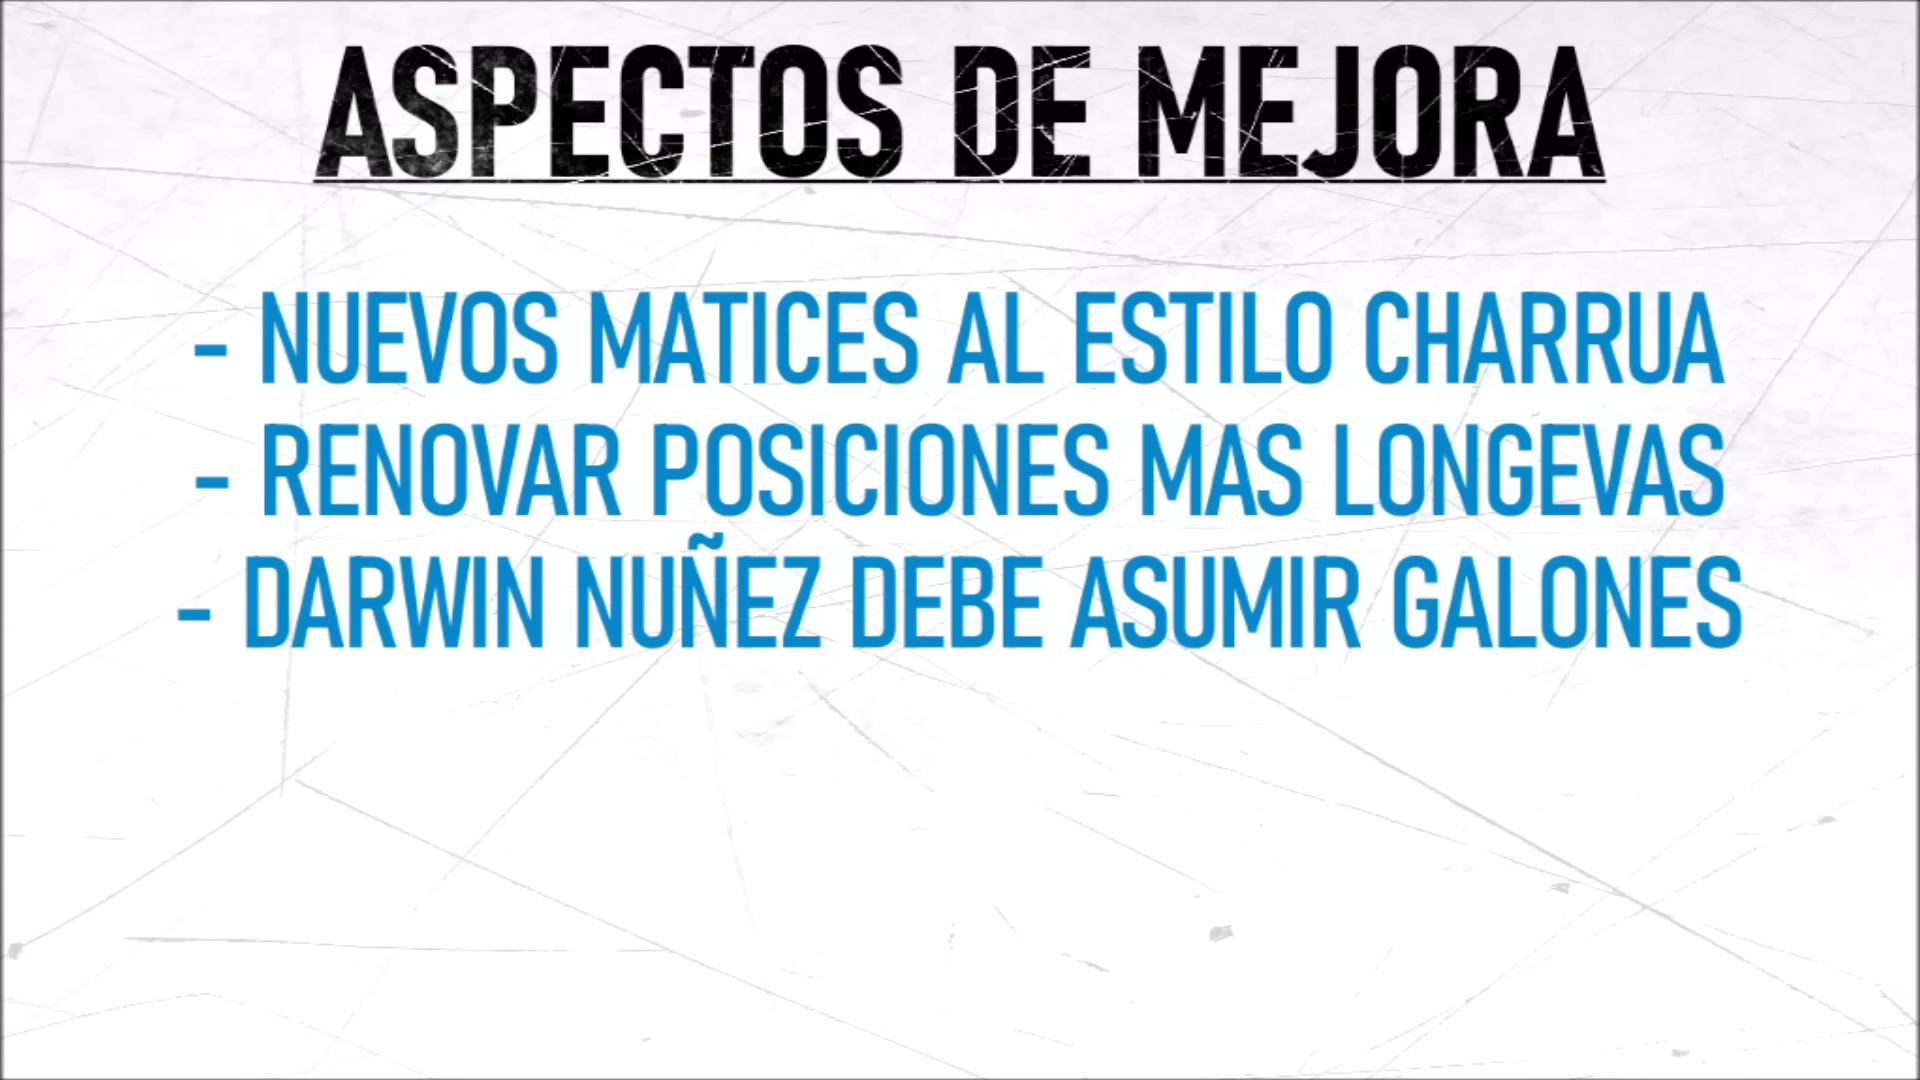 ASPECTOS DE MEJORA
- NUEVOS MATICES AL ESTILO CHARRUA
- RENOVAR POSICIONES MAS LONGEVAS
- DARWIN NUÑEZ DEBE ASUMIR GALONES